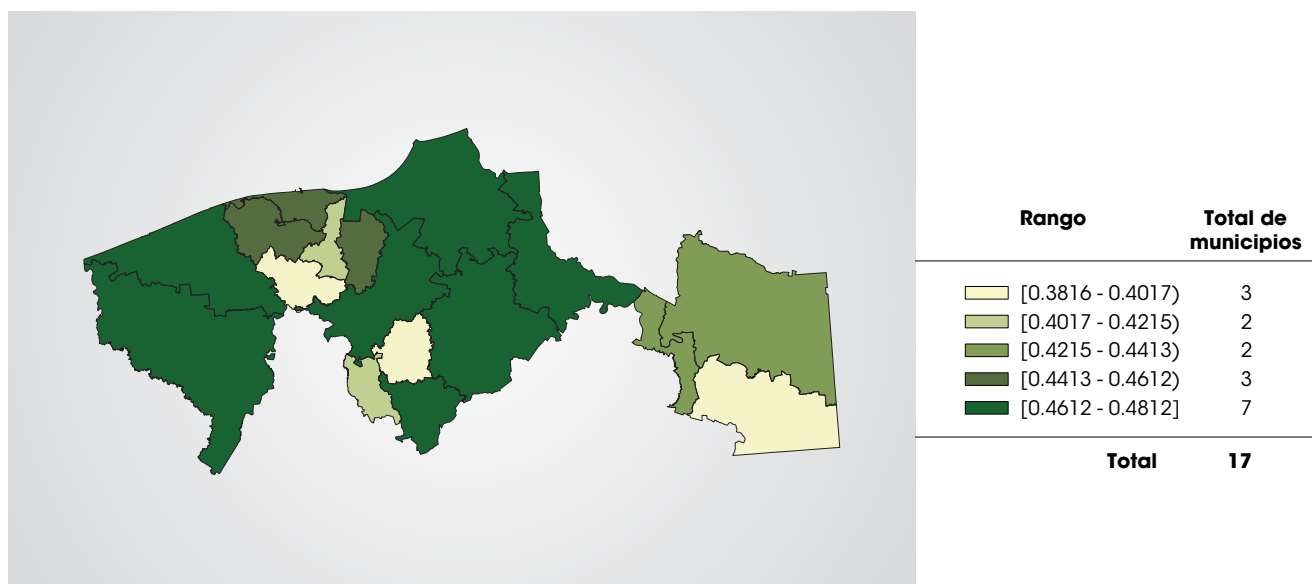 Rango Total de
municipios
[0.3816 - 0.4017) 3
[0.4017 - 0.4215) 2
[0.4215 - 0.4413) 2
[0.4413 - 0.4612) 3
[0.4612 - 0.4812] 7
Total 17